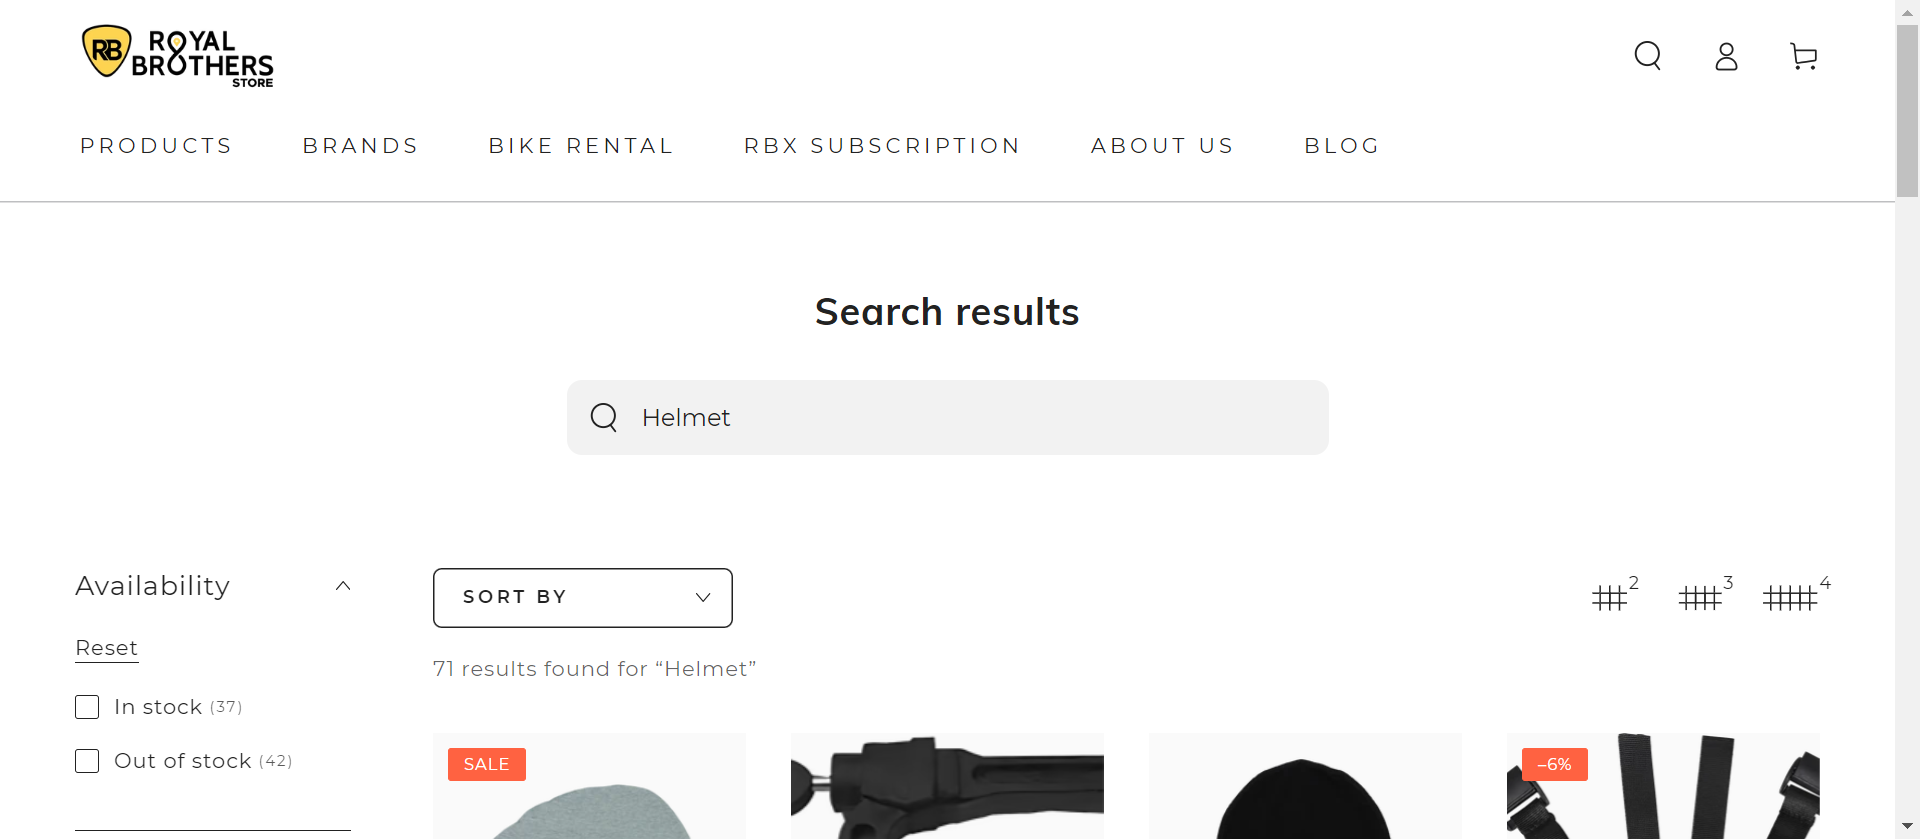 RB ROYAL
BROTHERS
STORE
PRODUCTS BRANDS BIKE RENTAL RBX SUBSCRIPTION ABOUT US BLOG
Search results
Helmet
Availability
Reset
In stock (37)
Out of stock (42)
SORT BY
2 3 4
71 results found for “Helmet”
SALE
–6%